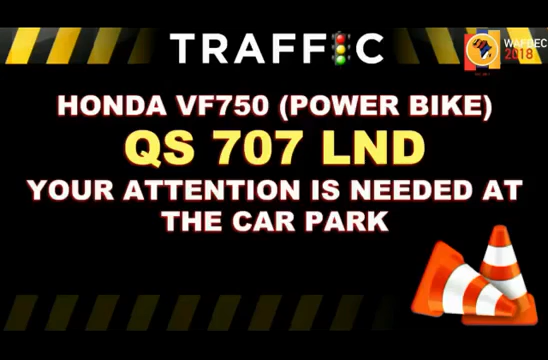 TRAFFIC
WAFBEC
2018
HONDA VF750 (POWER BIKE)
QS 707 LND
YOUR ATTENTION IS NEEDED AT
THE CAR PARK